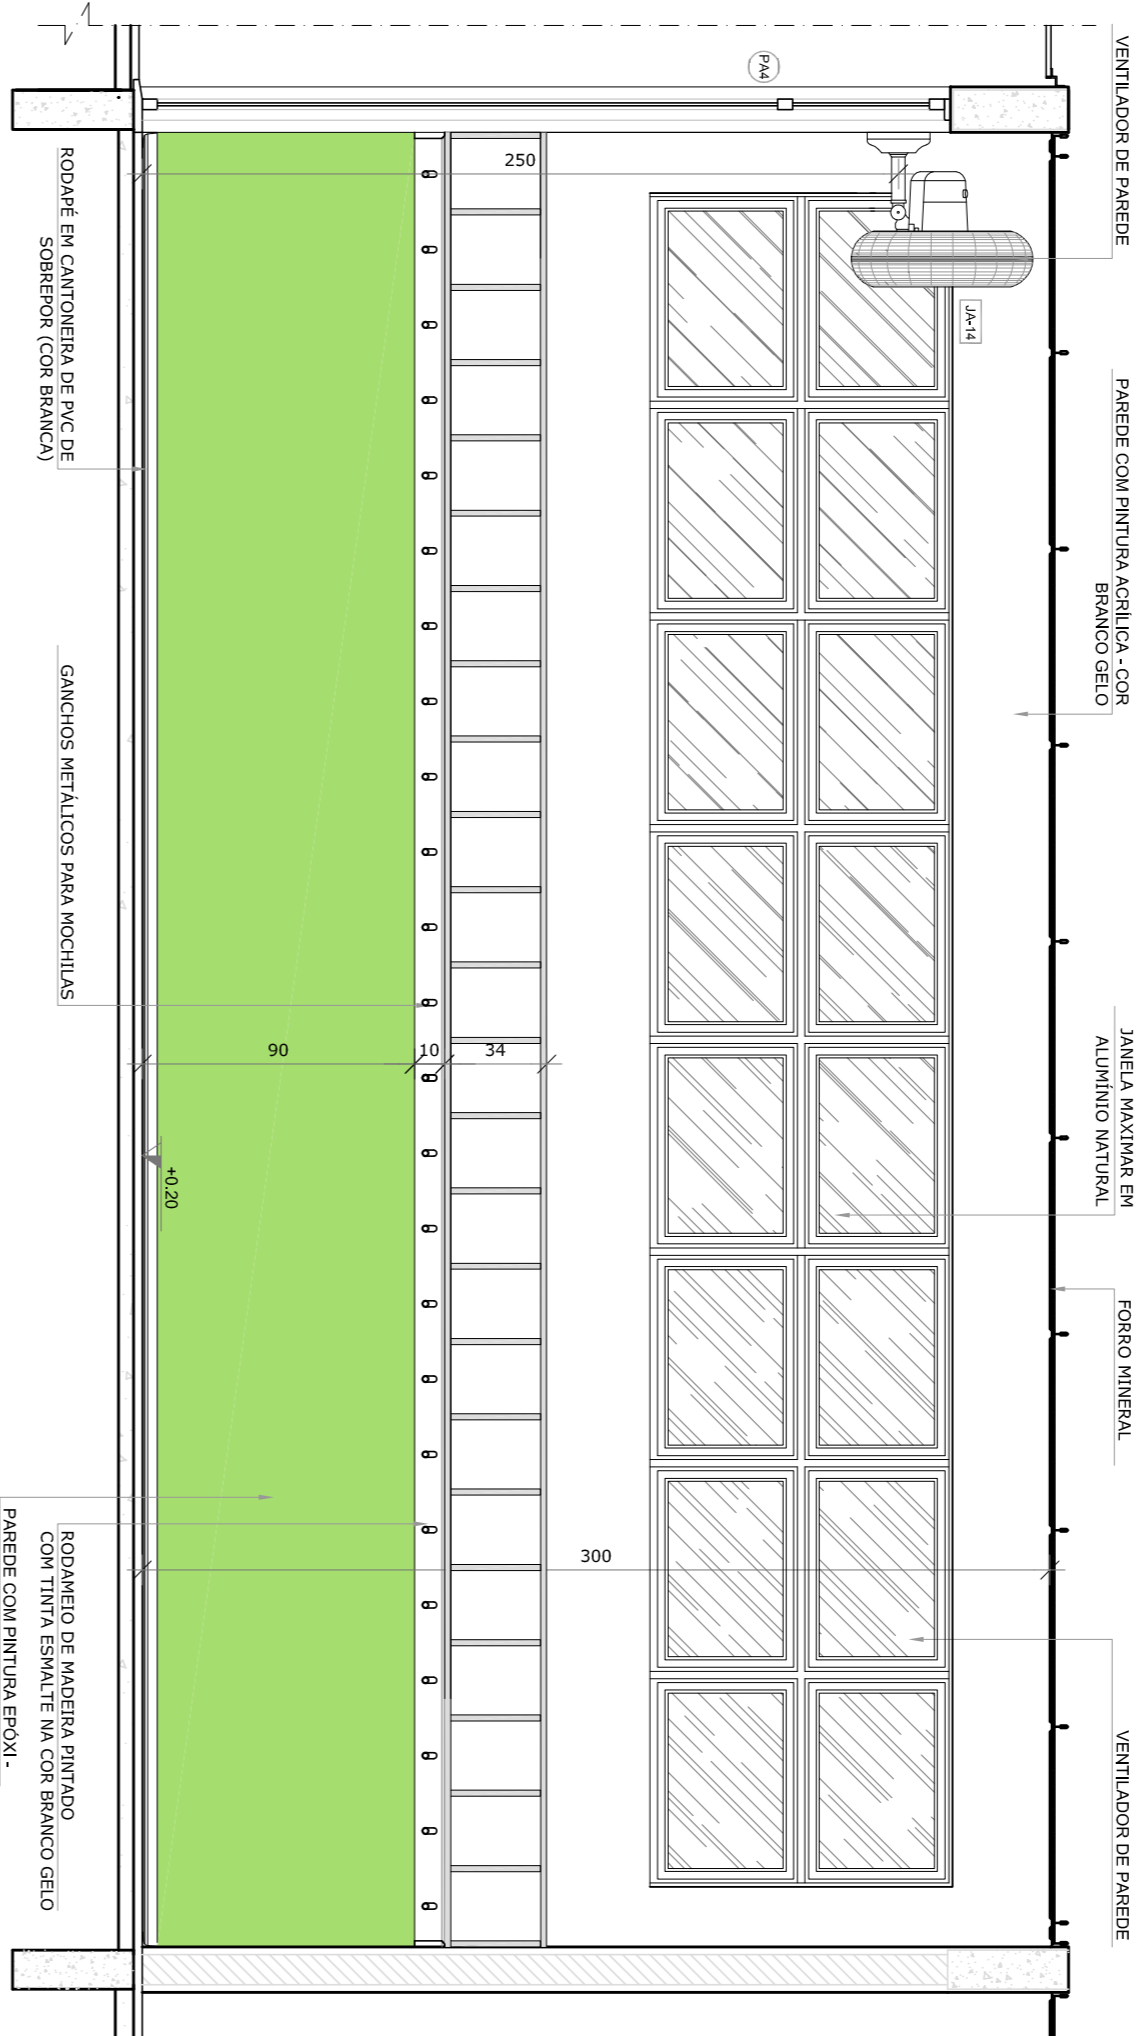 VENTILADOR DE PAREDE
PAREDE COM PINTURA ACRÍLICA - COR
BRANCO GELO
JANELA MAXIMAR EM
ALUMÍNIO NATURAL
FORRO MINERAL
VENTILADOR DE PAREDE
PA4
JA-14
250
90
10
34
300
+0.20
RODAPÉ EM CANTONEIRA DE PVC DE
SOBREPOR (COR BRANCA)
GANCHOS METÁLICOS PARA MOCHILAS
RODAMEIO DE MADEIRA PINTADO
COM TINTA ESMALTE NA COR BRANCO GELO
PAREDE COM PINTURA EPÓXI -